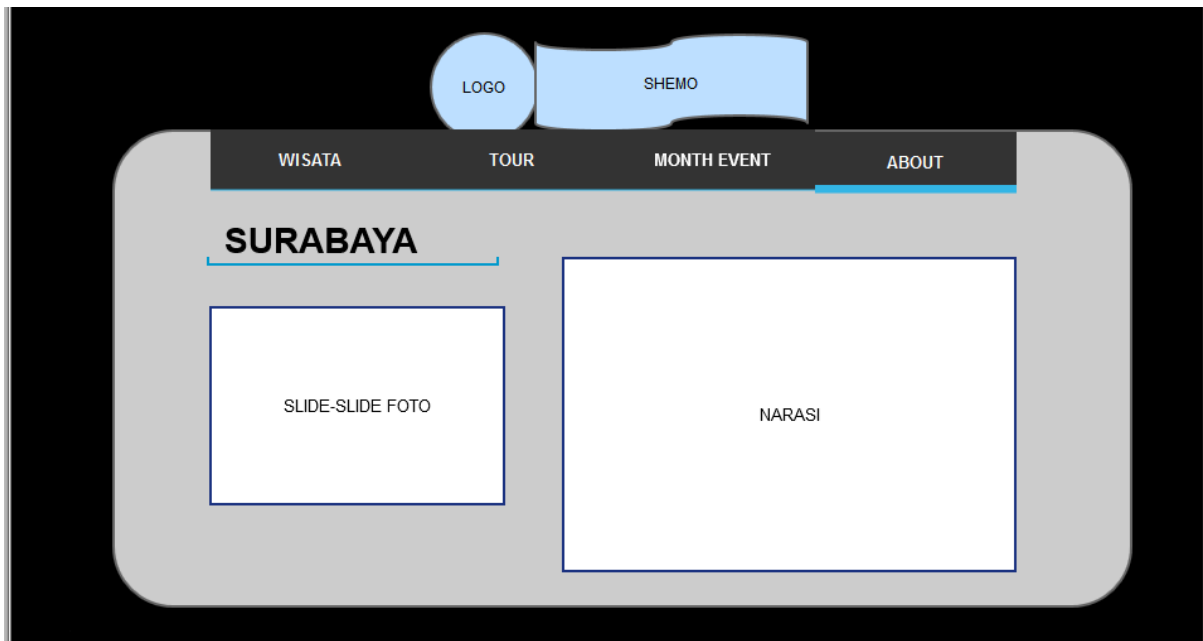 LOGO
SHEMO
WISATA TOUR MONTH EVENT ABOUT
SURABAYA
SLIDE-SLIDE FOTO
NARASI